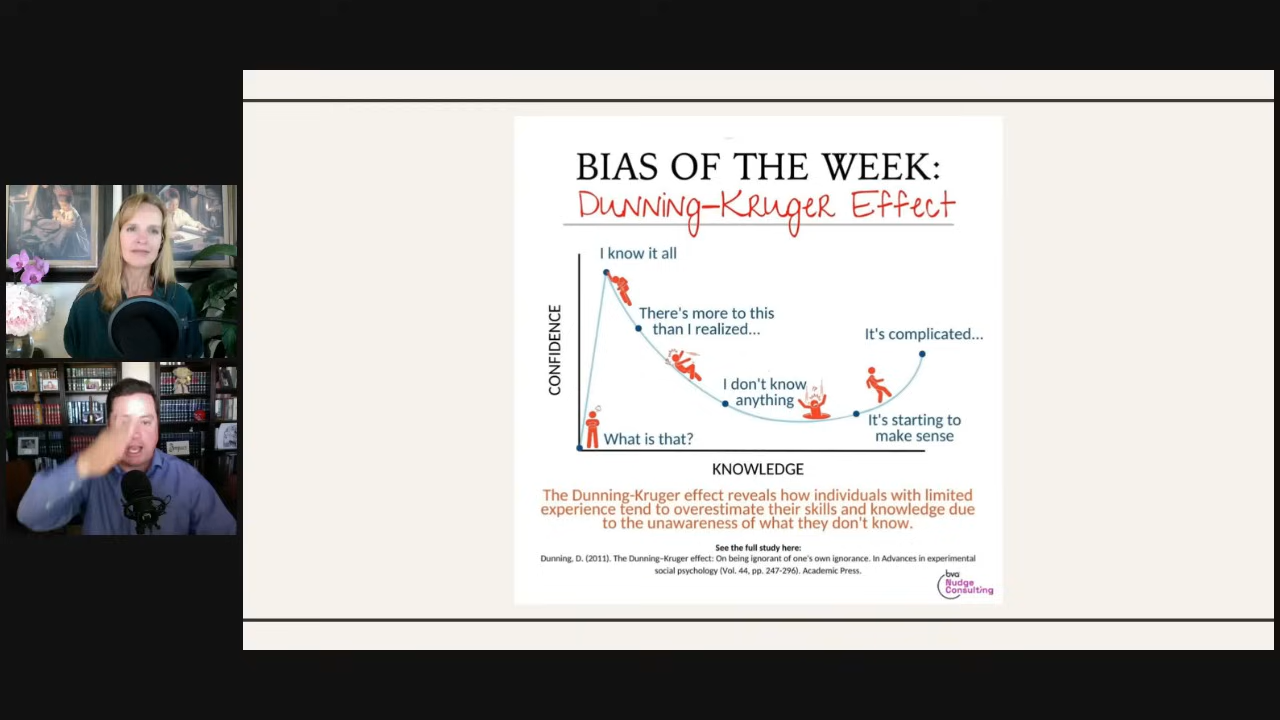 BIAS OF THE WEEK:
Dunning-Kruger Effect
I know it all
There's more to this
than I realized...
It's complicated...
I don't know
anything
It's starting to
make sense
What is that?
CONFIDENCE
KNOWLEDGE
The Dunning-Kruger effect reveals how individuals with limited
experience tend to overestimate their skills and knowledge due
to the unawareness of what they don't know.
See the full study here:
Dunning, D. (2011). The Dunning–Kruger effect: On being ignorant of one's own ignorance. In Advances in experimental
social psychology (Vol. 44, pp. 247-296). Academic Press.
bva
Nudge
Consulting